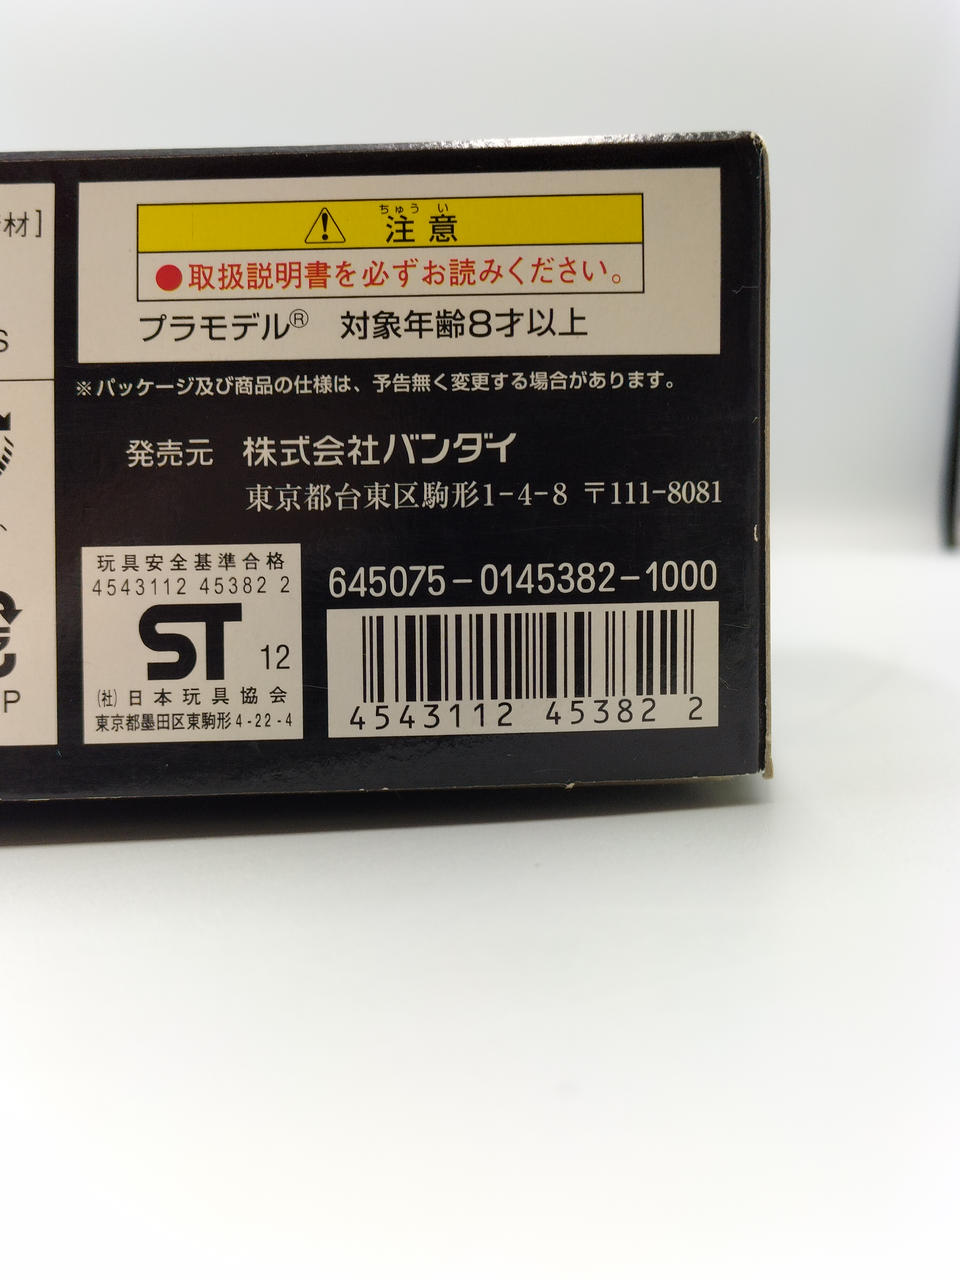 材]
S
P
ちゅう い
注意
●取扱説明書を必ずお読みください。
プラモデル® 対象年齢8才以上
※パッケージ及び商品の仕様は、予告無く変更する場合があります。
発売元 株式会社バンダイ
東京都台東区駒形1-4-8 〒111-8081
玩具安全基準合格
4543112 45382 2
ST 12
(社)日本玩具協会
東京都墨田区東駒形4-22-4
645075-0145382-1000
4543112 45382 2